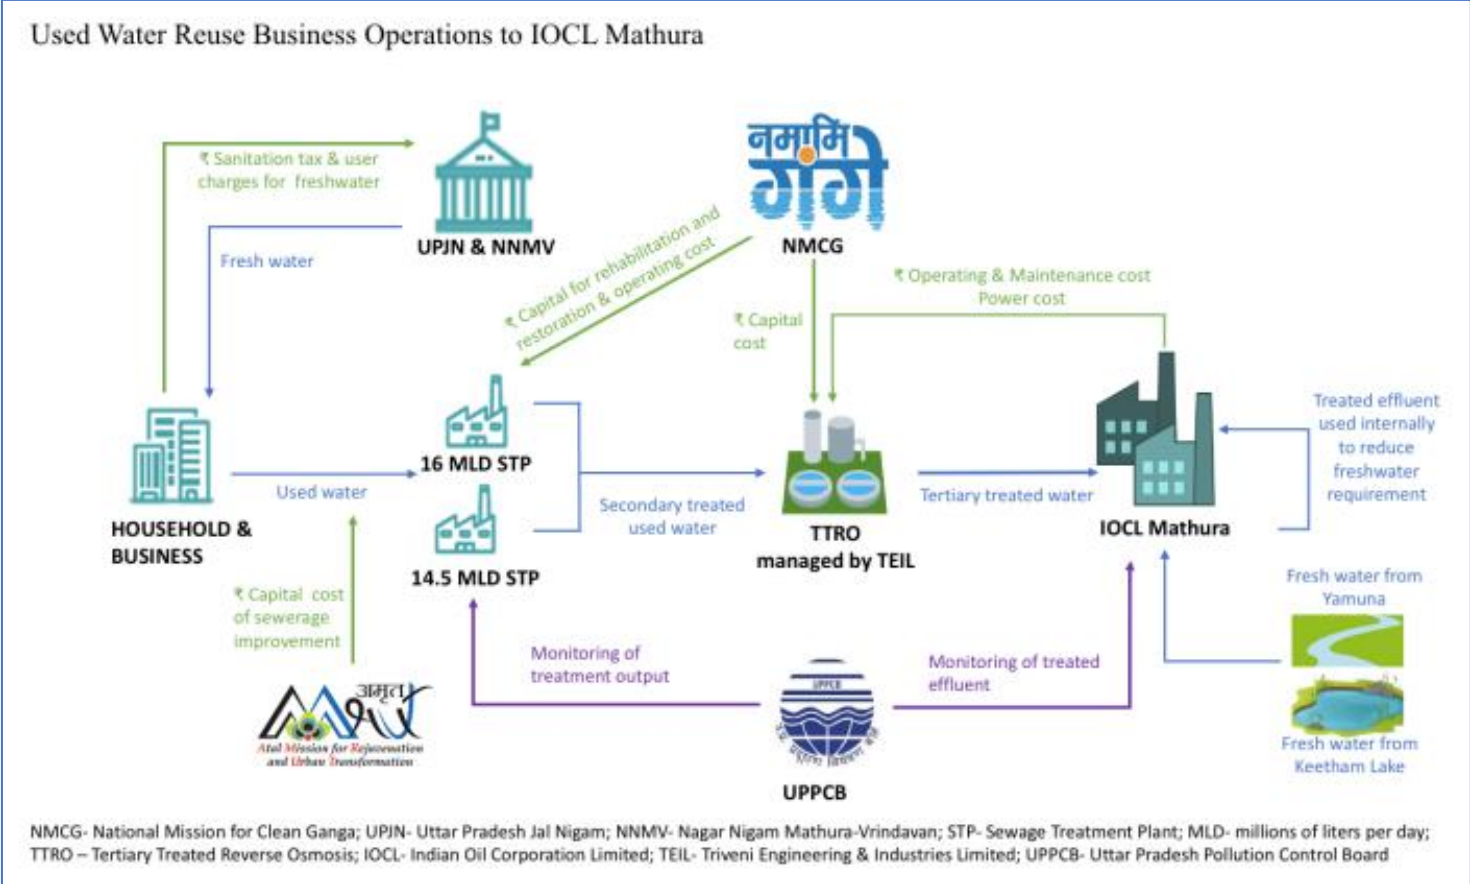 Used Water Reuse Business Operations to IOCL Mathura
₹ Sanitation tax & user
charges for freshwater
UPJN & NNMV
Fresh water
नमामि
गंगे
NMCG
₹ Capital for rehabilitation and
restoration & operating cost
₹ Capital
cost
₹ Operating & Maintenance cost
Power cost
HOUSEHOLD &
BUSINESS
Used water
16 MLD STP
14.5 MLD STP
Secondary treated
used water
TTRO
managed by TEIL
Tertiary treated water
IOCL Mathura
Treated effluent
used internally
to reduce
freshwater
requirement
₹ Capital cost
of sewerage
improvement
अमृत
Atal Mission for Rejuvenation
and Urban Transformation
Monitoring of
treatment output
UPPCB
UPPCB
Monitoring of treated
effluent
Fresh water from
Yamuna
Fresh water from
Keetham Lake
NMCG- National Mission for Clean Ganga; UPJN- Uttar Pradesh Jal Nigam; NNMV- Nagar Nigam Mathura-Vrindavan; STP- Sewage Treatment Plant; MLD- millions of liters per day;
TTRO – Tertiary Treated Reverse Osmosis; IOCL- Indian Oil Corporation Limited; TEIL- Triveni Engineering & Industries Limited; UPPCB- Uttar Pradesh Pollution Control Board